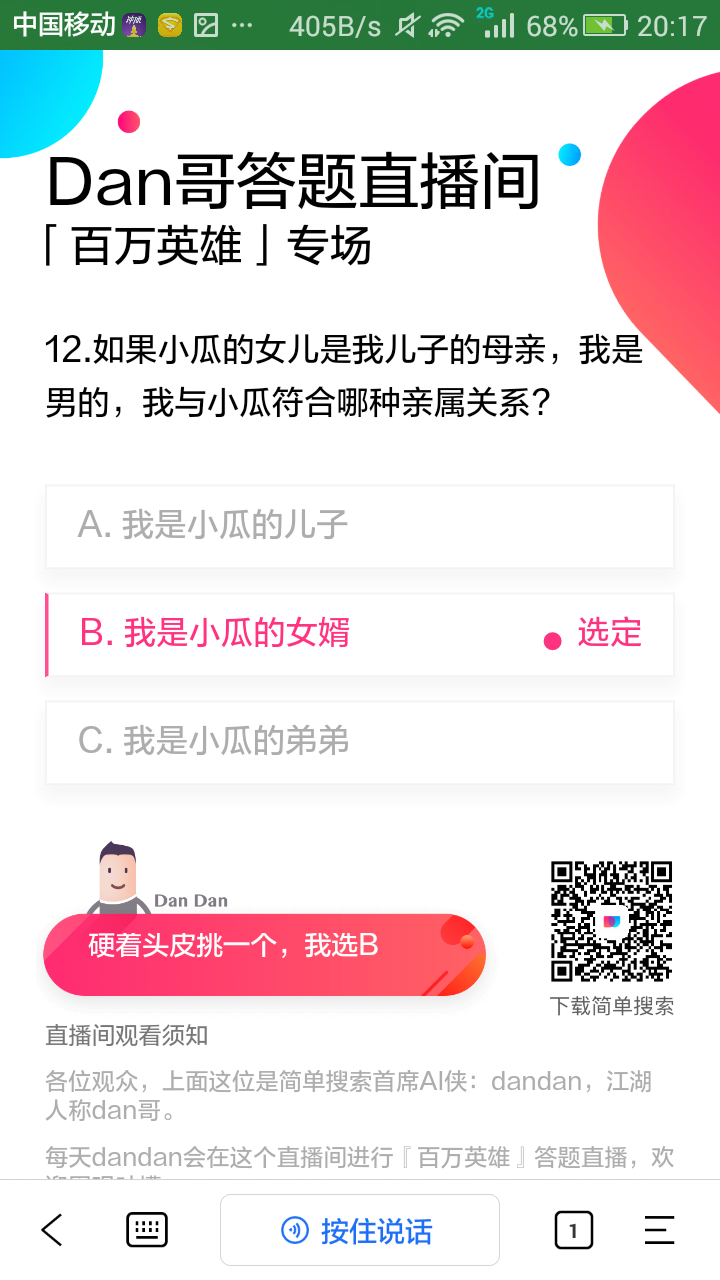 中国移动 ··· 405B/s 2G 68% 20:17
Dan哥答题直播间
「百万英雄」专场
12.如果小瓜的女儿是我儿子的母亲，我是
男的，我与小瓜符合哪种亲属关系？
A. 我是小瓜的儿子
B. 我是小瓜的女婿 选定
C. 我是小瓜的弟弟
Dan Dan
硬着头皮挑一个，我选B
下载简单搜索
直播间观看须知
各位观众，上面这位是简单搜索首席AI侠：dandan，江湖
人称dan哥。
每天dandan会在这个直播间进行『百万英雄』答题直播，欢
按住说话
1